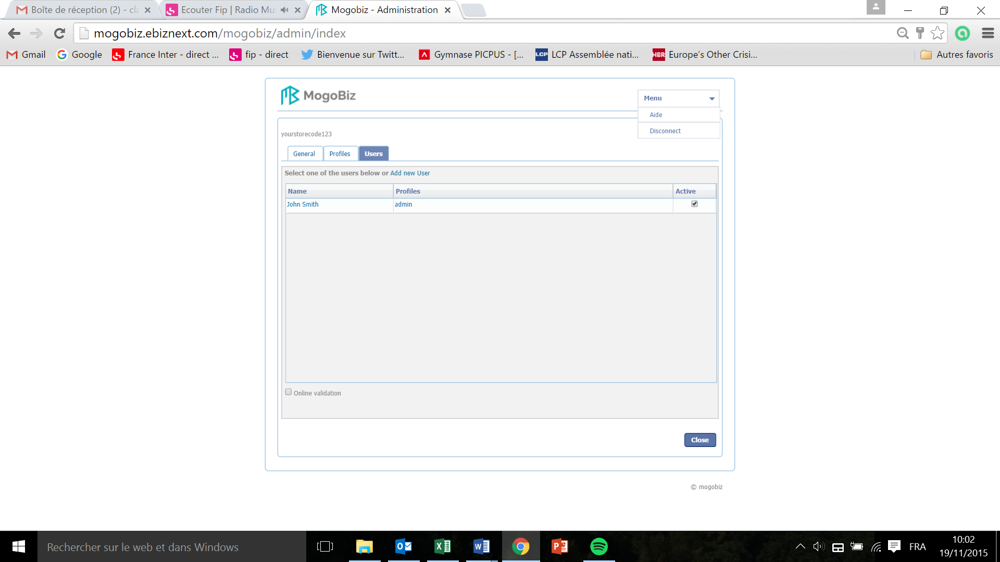 Boîte de réception (2) - cla
Ecouter Fip | Radio Mus
Mogobiz - Administration
mogobiz.ebiznext.com/mogobiz/admin/index
Gmail
Google
France Inter - direct ...
fip - direct
Bienvenue sur Twitt...
Gymnase PICPUS - [...
LCP
LCP Assemblée nati...
HBR
Europe's Other Crisi...
Autres favoris
MogoBiz
Menu
Aide
Disconnect
yourstorecode123
General
Profiles
Users
Select one of the users below or Add new User
Name
Profiles
Active
John Smith
admin
Online validation
Close
© mogobiz
Rechercher sur le web et dans Windows
FRA
10:02
19/11/2015